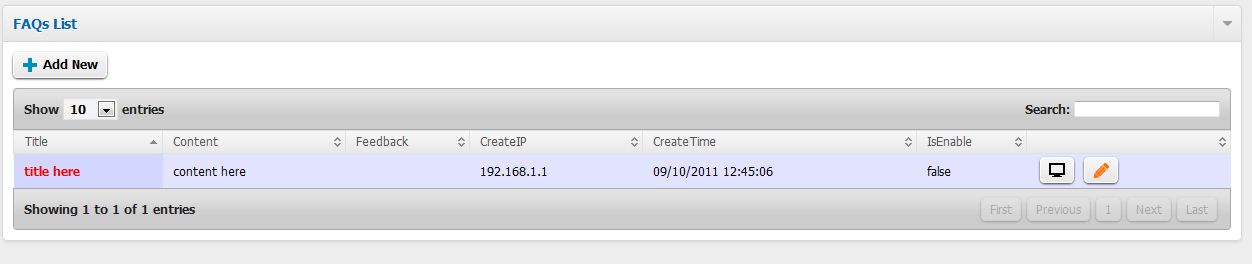 FAQs List
Add New
Show 10 entries Search:
Title Content Feedback CreateIP CreateTime IsEnable
title here content here 192.168.1.1 09/10/2011 12:45:06 false
Showing 1 to 1 of 1 entries First Previous 1 Next Last